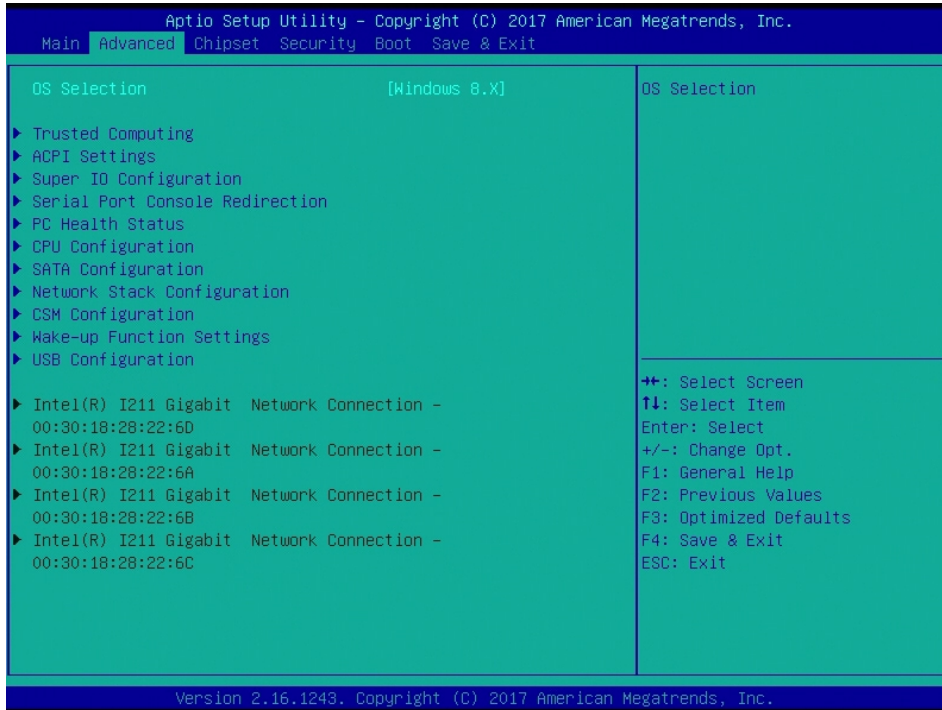 Aptio Setup Utility – Copyright (C) 2017 American Megatrends, Inc.
Main Advanced Chipset Security Boot Save & Exit
OS Selection [Windows 8.X]
Trusted Computing
ACPI Settings
Super IO Configuration
Serial Port Console Redirection
PC Health Status
CPU Configuration
SATA Configuration
Network Stack Configuration
CSM Configuration
Wake-up Function Settings
USB Configuration
Intel(R) I211 Gigabit Network Connection –
00:30:18:28:22:6D
Intel(R) I211 Gigabit Network Connection –
00:30:18:28:22:6A
Intel(R) I211 Gigabit Network Connection –
00:30:18:28:22:6B
Intel(R) I211 Gigabit Network Connection –
00:30:18:28:22:6C
OS Selection
→←: Select Screen
↑↓: Select Item
Enter: Select
+/-: Change Opt.
F1: General Help
F2: Previous Values
F3: Optimized Defaults
F4: Save & Exit
ESC: Exit
Version 2.16.1243. Copyright (C) 2017 American Megatrends, Inc.